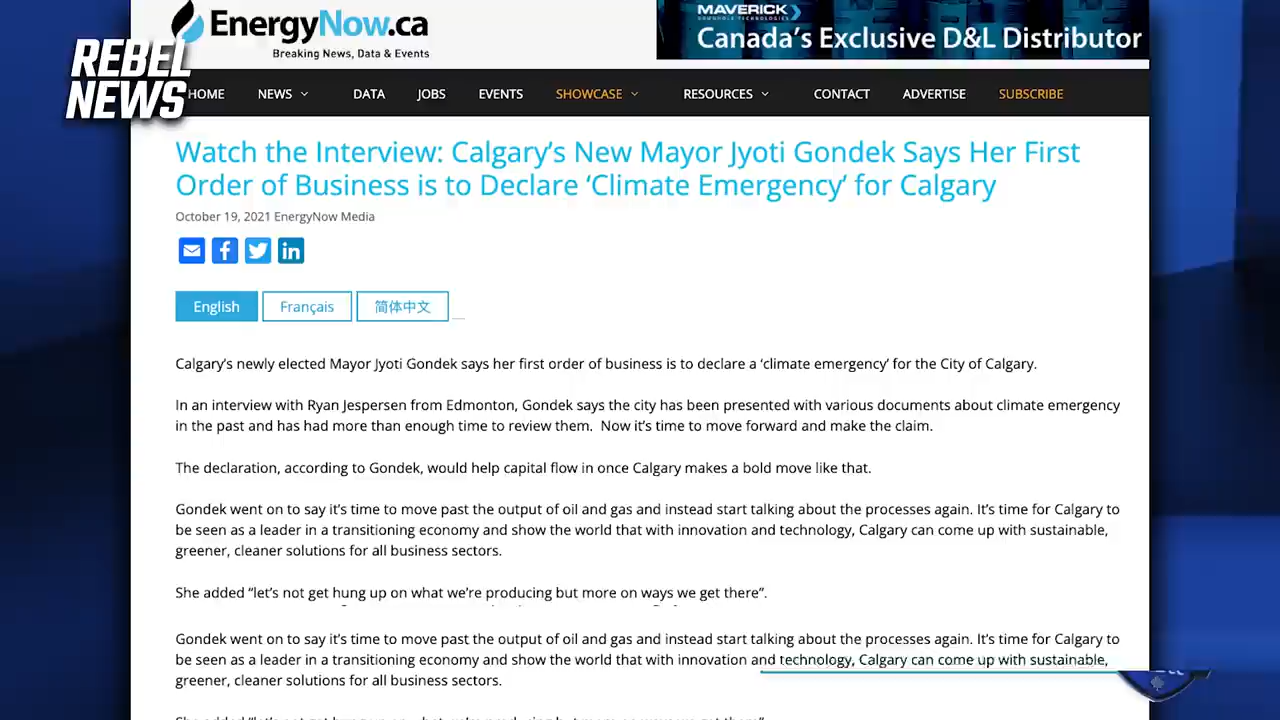 EnergyNow.ca
Breaking News, Data & Events
MAVERICK
DOWNHOLE TECHNOLOGIES
Canada's Exclusive D&L Distributor
REBEL
NEWS
HOME NEWS DATA JOBS EVENTS SHOWCASE RESOURCES CONTACT ADVERTISE SUBSCRIBE
Watch the Interview: Calgary's New Mayor Jyoti Gondek Says Her First
Order of Business is to Declare ‘Climate Emergency’ for Calgary
October 19, 2021 EnergyNow Media
English Français 简体中文
Calgary's newly elected Mayor Jyoti Gondek says her first order of business is to declare a ‘climate emergency’ for the City of Calgary.
In an interview with Ryan Jespersen from Edmonton, Gondek says the city has been presented with various documents about climate emergency
in the past and has had more than enough time to review them. Now it's time to move forward and make the claim.
The declaration, according to Gondek, would help capital flow in once Calgary makes a bold move like that.
Gondek went on to say it's time to move past the output of oil and gas and instead start talking about the processes again. It's time for Calgary to
be seen as a leader in a transitioning economy and show the world that with innovation and technology, Calgary can come up with sustainable,
greener, cleaner solutions for all business sectors.
She added “let's not get hung up on what we're producing but more on ways we get there”.
Gondek went on to say it's time to move past the output of oil and gas and instead start talking about the processes again. It's time for Calgary to
be seen as a leader in a transitioning economy and show the world that with innovation and technology, Calgary can come up with sustainable,
greener, cleaner solutions for all business sectors.